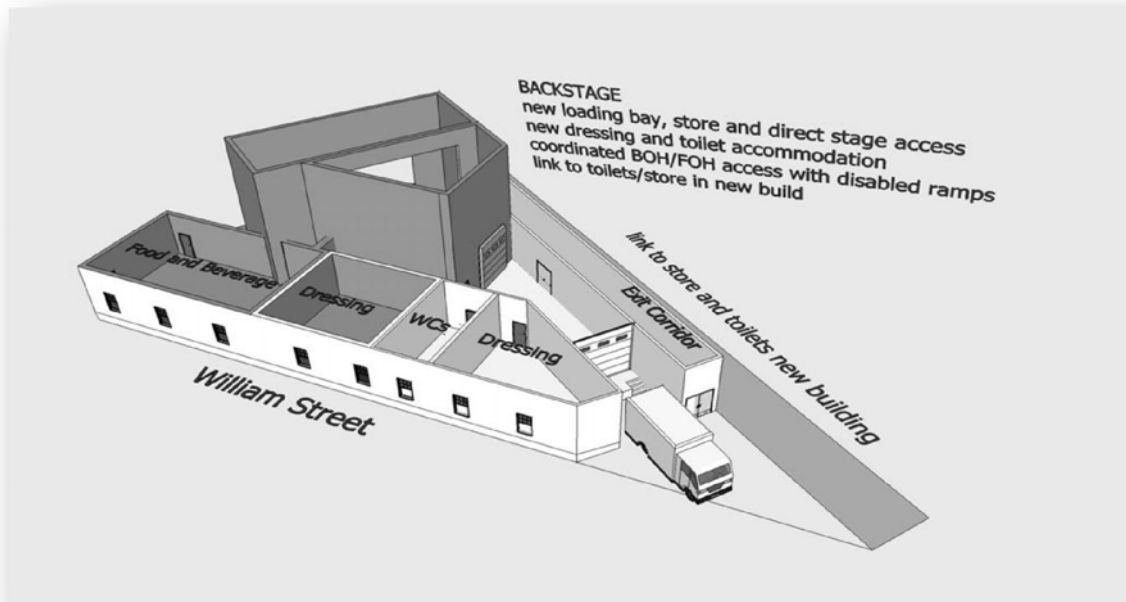 BACKSTAGE
new loading bay, store and direct stage access
new dressing and toilet accommodation
coordinated BOH/FOH access with disabled ramps
link to toilets/store in new build
link to store and toilets new building
Exit Corridor
Food and Beverage
Dressing
WCs
Dressing
William Street